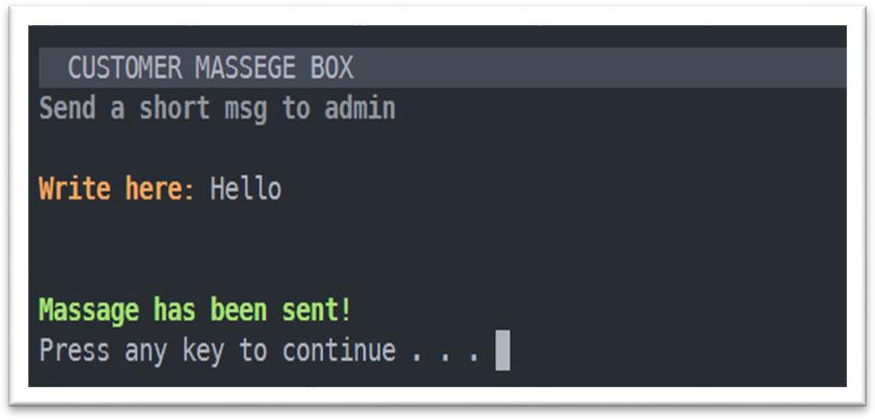 CUSTOMER MASSEGE BOX
Send a short msg to admin
Write here: Hello
Massage has been sent!
Press any key to continue . . .